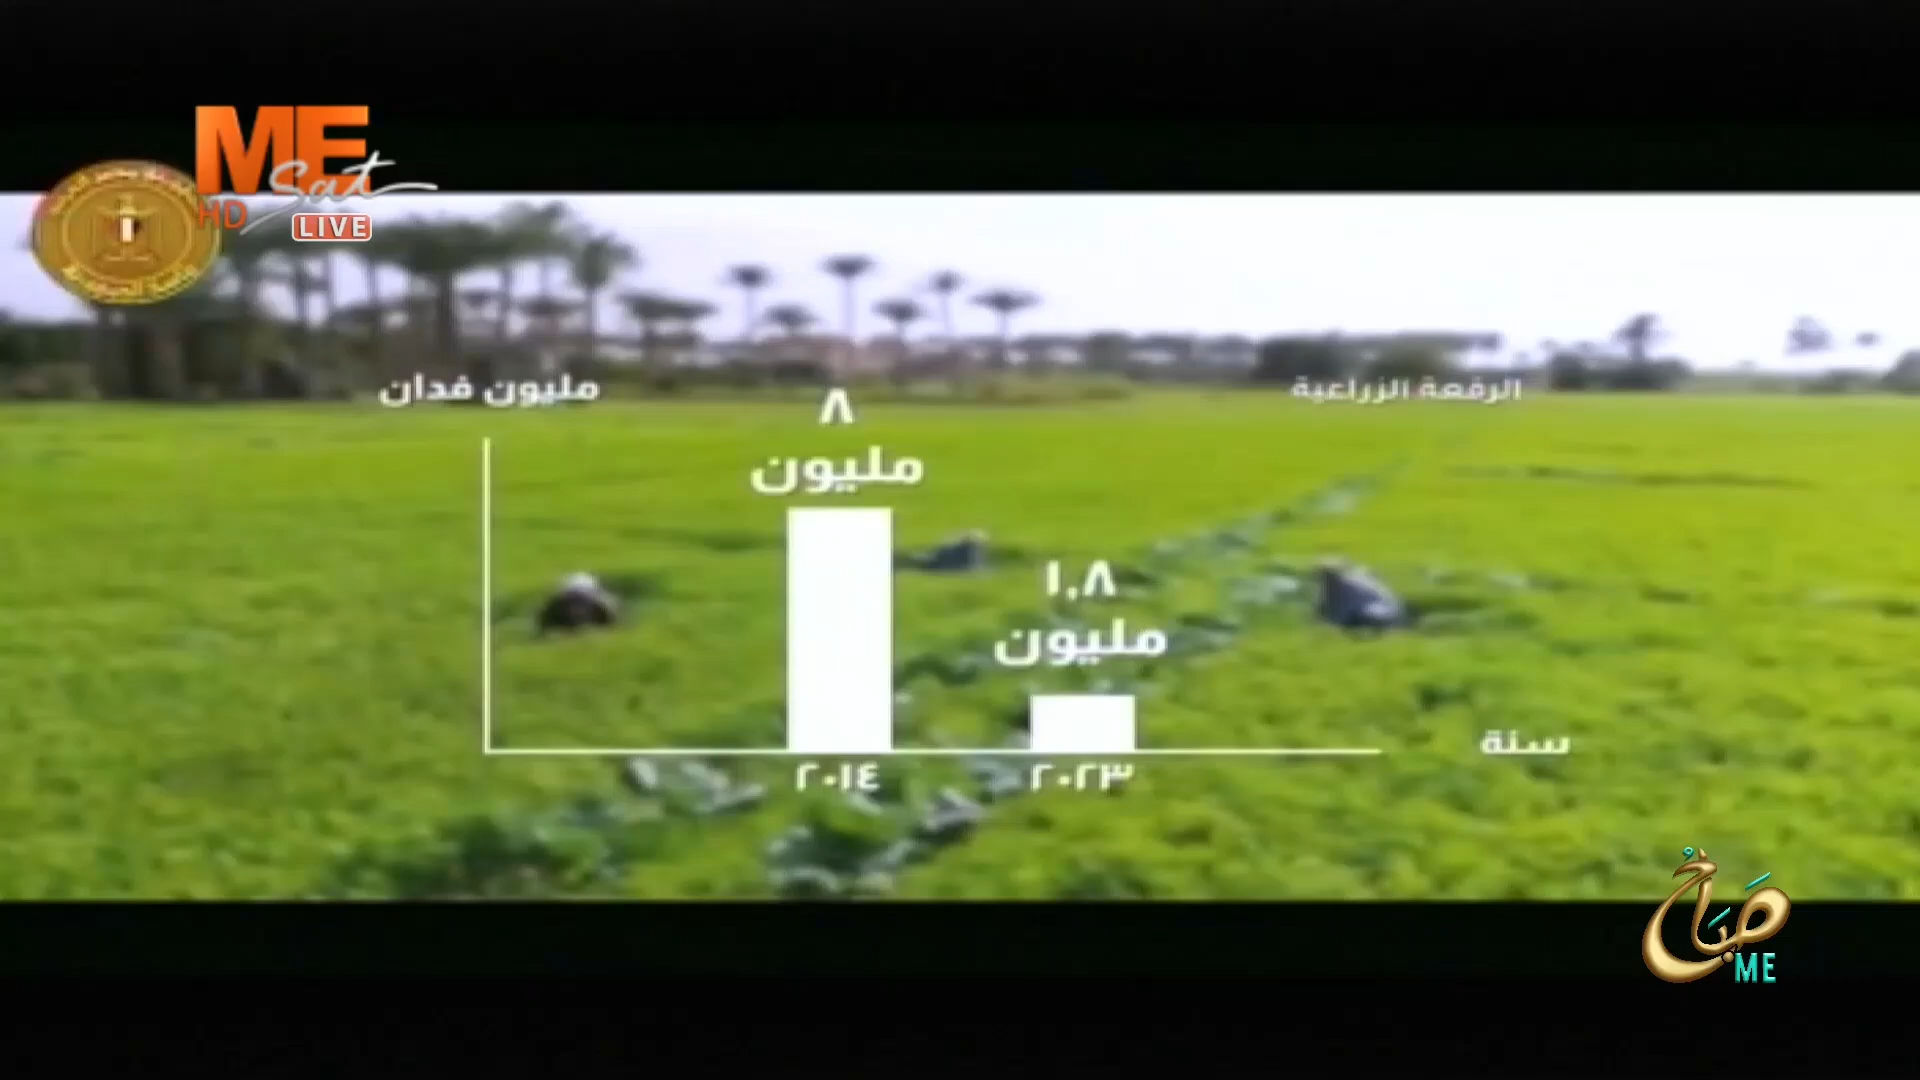 ME
Sat
HD
LIVE
مليون فدان
الرقعة الزراعية
٨
مليون
١,٨
مليون
سنة
٢٠١٤
٢٠٢٣
صباح
ME